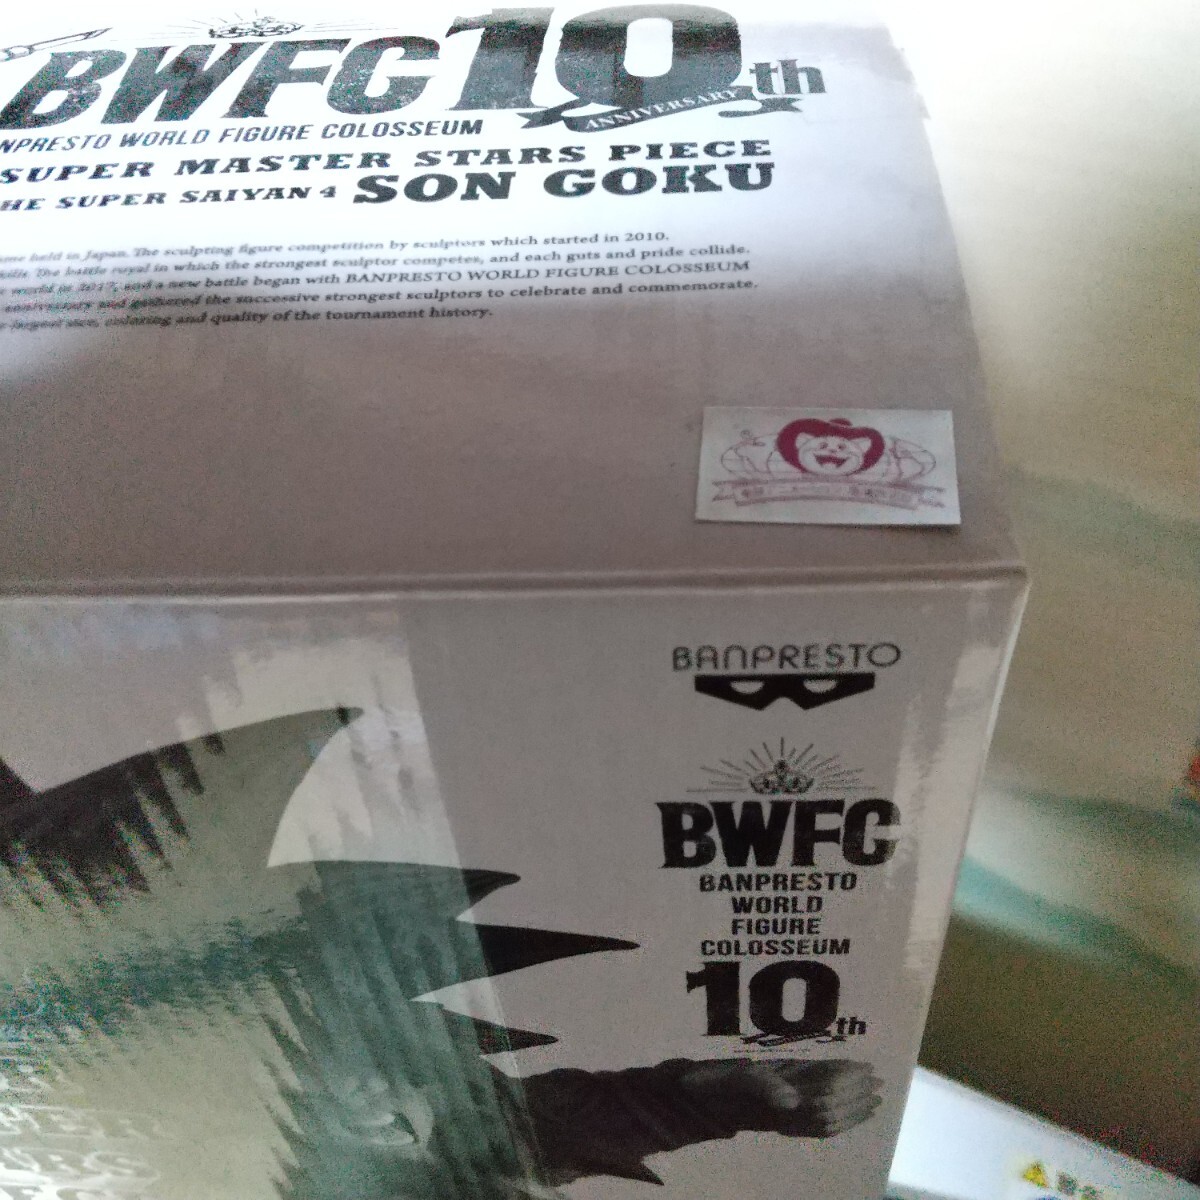 BWFC 10th
ANNIVERSARY
NPRESTO WORLD FIGURE COLOSSEUM
SUPER MASTER STARS PIECE
HE SUPER SAIYAN 4 SON GOKU
held in Japan. The sculpting figure competition by sculptors which started in 2010.
The battle royal in which the strongest sculptor competes, and each guts and pride collide.
world in 2017, and a new battle began with BANPRESTO WORLD FIGURE COLOSSEUM
anniversary and gathered the successive strongest sculptors to celebrate and commemorate.
largest size, coloring and quality of the tournament history.
BANPRESTO
BWFC
BANPRESTO
WORLD
FIGURE
COLOSSEUM
10th